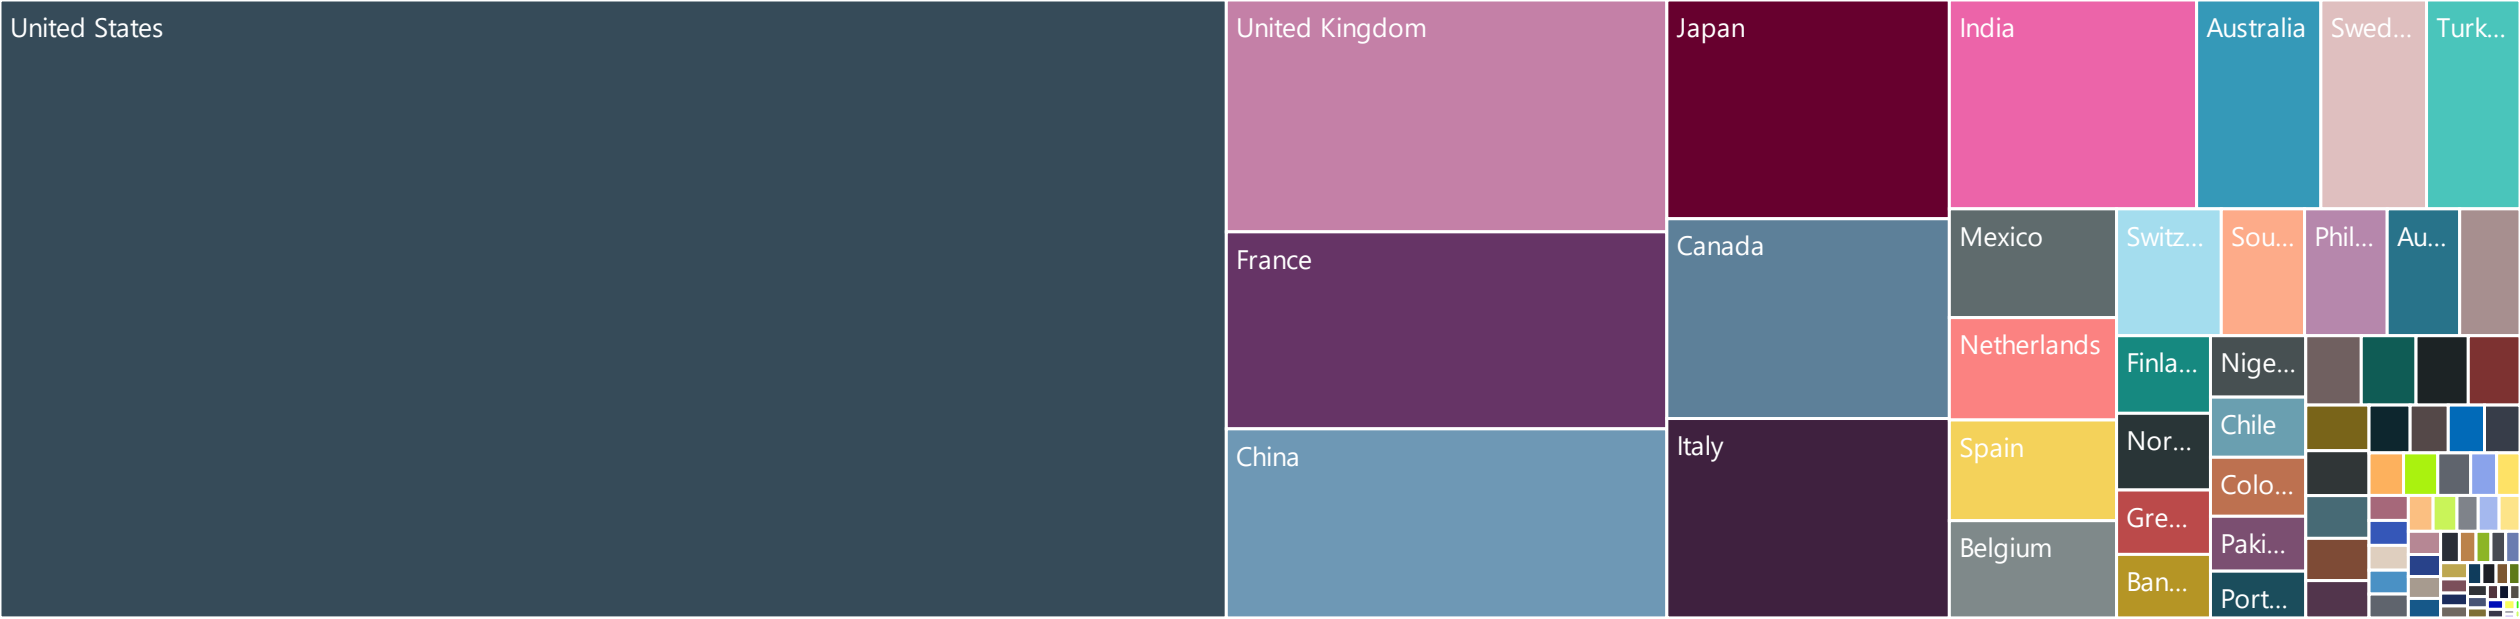 United States
United Kingdom
France
China
Japan
Canada
Italy
India
Australia
Swed...
Turk...
Mexico
Netherlands
Spain
Belgium
Switz...
Sou...
Phil...
Au...
Finla...
Nor...
Gre...
Ban...
Nige...
Chile
Colo...
Paki...
Port...